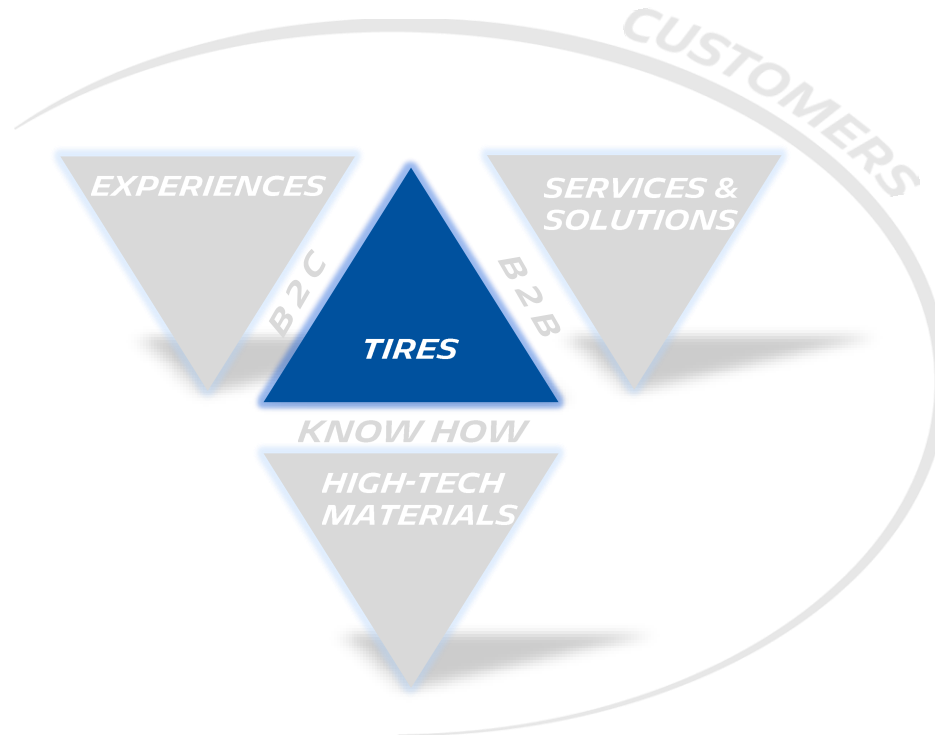 CUSTOMERS
EXPERIENCES
SERVICES &
SOLUTIONS
B2C
B2B
TIRES
KNOW HOW
HIGH-TECH
MATERIALS